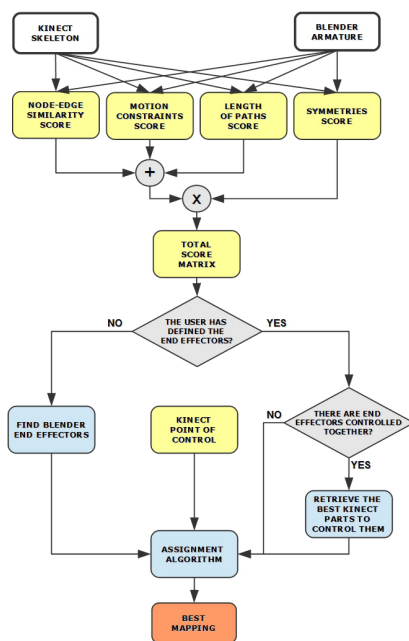 KINECT
SKELETON
BLENDER
ARMATURE
NODE-EDGE
SIMILARITY
SCORE
MOTION
CONSTRAINTS
SCORE
LENGTH
OF PATHS
SCORE
SYMMETRIES
SCORE
+
X
TOTAL
SCORE
MATRIX
NO
THE USER HAS
DEFINED THE
END EFFECTORS?
YES
FIND BLENDER
END EFFECTORS
KINECT
POINT OF
CONTROL
NO
THERE ARE END
EFFECTORS CONTROLLED
TOGETHER?
YES
RETRIEVE THE
BEST KINECT
PARTS TO
CONTROL THEM
ASSIGNMENT
ALGORITHM
BEST
MAPPING